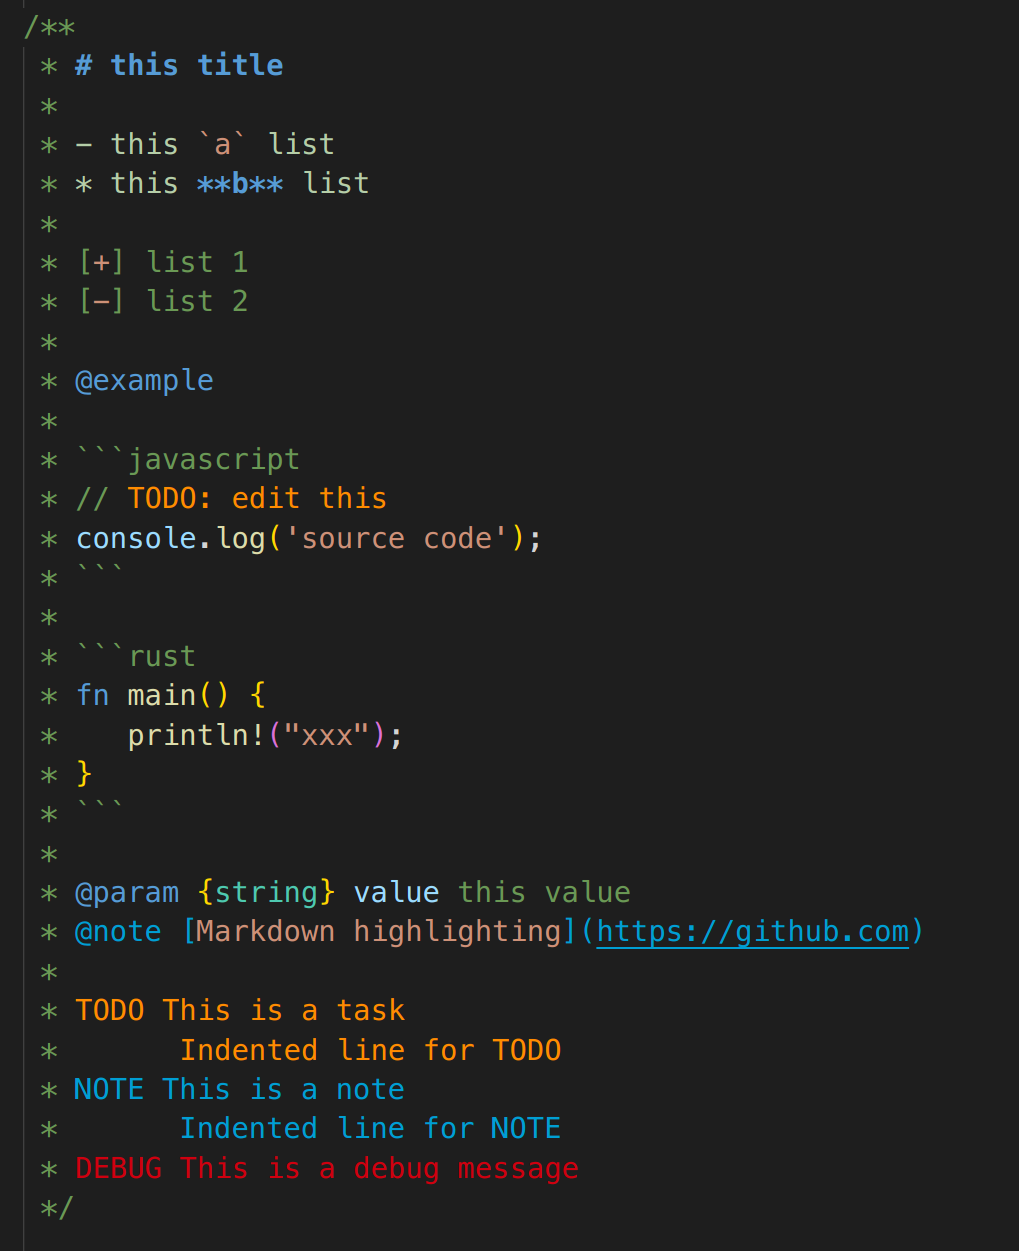 /**
 * # this title
 *
 * - this `a` list
 * * this **b** list
 *
 * [+] list 1
 * [-] list 2
 *
 * @example
 *
 * ```javascript
 * // TODO: edit this
 * console.log('source code');
 * ```
 *
 * ```rust
 * fn main() {
 *    println!("xxx");
 * }
 * ```
 *
 * @param {string} value this value
 * @note [Markdown highlighting](https://github.com)
 *
 * TODO This is a task
 *       Indented line for TODO
 * NOTE This is a note
 *       Indented line for NOTE
 * DEBUG This is a debug message
 */